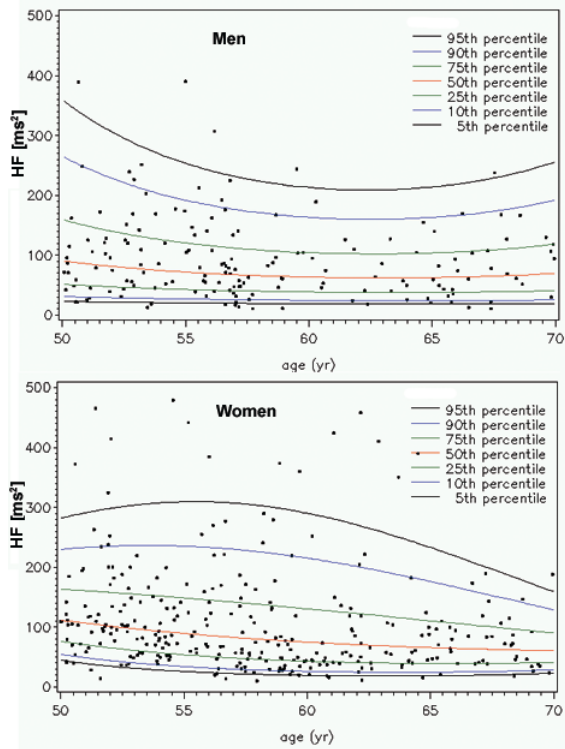 500
Men
95th percentile
90th percentile
400
75th percentile
50th percentile
25th percentile
300
10th percentile
5th percentile
HF [ms²]
200
100
0
50 55 60 65 70
age (yr)
500
Women
95th percentile
90th percentile
400
75th percentile
50th percentile
25th percentile
300
10th percentile
5th percentile
HF [ms²]
200
100
0
50 55 60 65 70
age (yr)